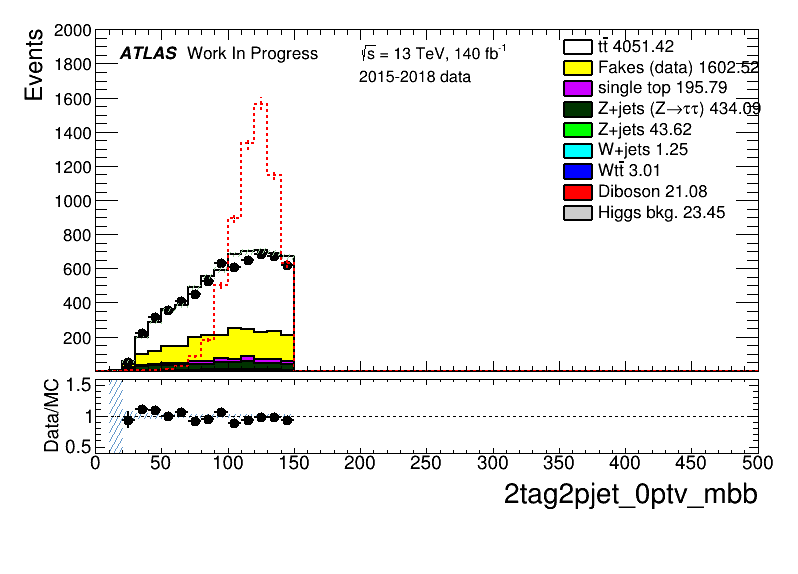 2000
1800
1600
1400
1200
1000
800
600
400
200
Events
ATLAS Work In Progress
√s = 13 TeV, 140 fb⁻¹
2015-2018 data
tt̄ 4051.42
Fakes (data) 1602.52
single top 195.79
Z+jets (Z→ττ) 434.09
Z+jets 43.62
W+jets 1.25
Wtt̄ 3.01
Diboson 21.08
Higgs bkg. 23.45
1.5
1
0.5
Data/MC
0 50 100 150 200 250 300 350 400 450 500
2tag2pjet_0ptv_mbb